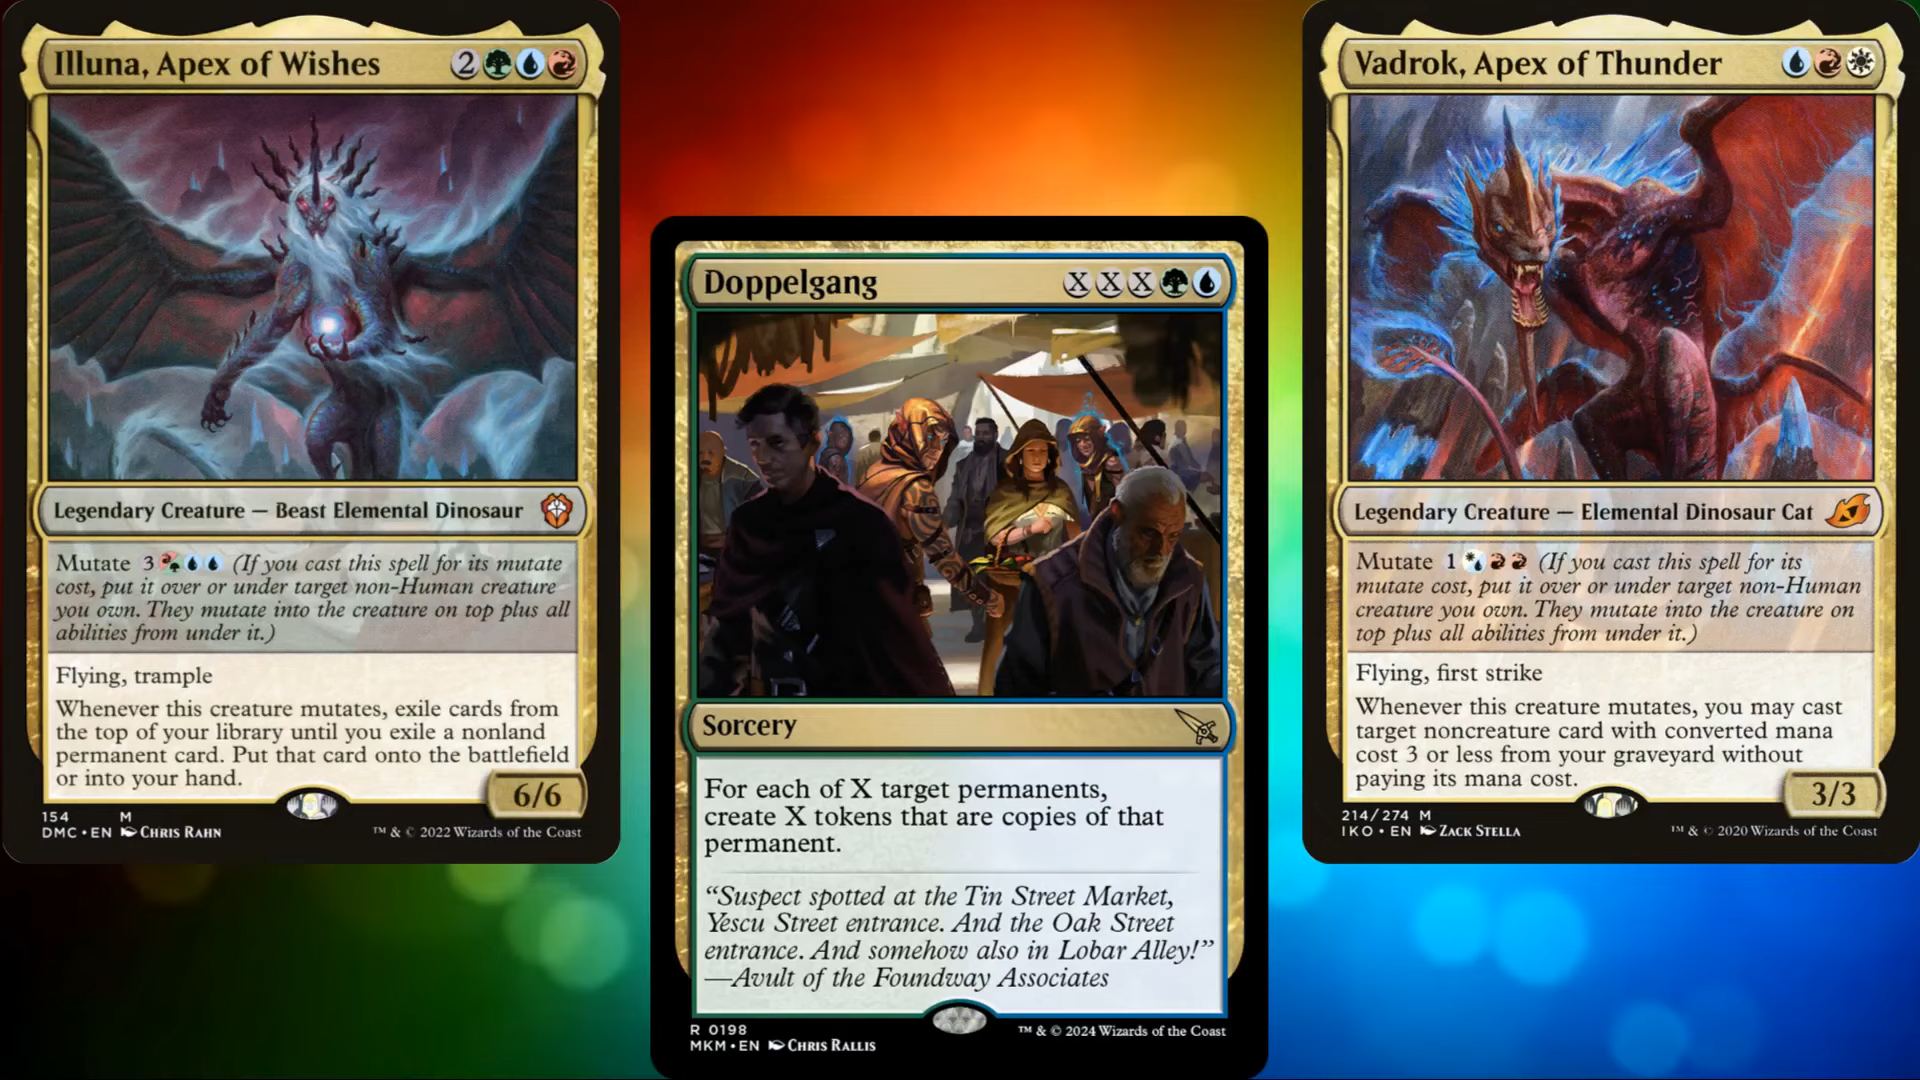 Illuna, Apex of Wishes 2
Legendary Creature — Beast Elemental Dinosaur
Mutate 3 (If you cast this spell for its mutate
cost, put it over or under target non-Human creature
you own. They mutate into the creature on top plus all
abilities from under it.)
Flying, trample
Whenever this creature mutates, exile cards from
the top of your library until you exile a nonland
permanent card. Put that card onto the battlefield
or into your hand.
6/6
154 M
DMC • EN Chris Rahn ™ & © 2022 Wizards of the Coast
Doppelgang X X X
Sorcery
For each of X target permanents,
create X tokens that are copies of that
permanent.
“Suspect spotted at the Tin Street Market,
Yescu Street entrance. And the Oak Street
entrance. And somehow also in Lobar Alley!”
—Avult of the Foundway Associates
R 0198
MKM • EN Chris Rallis ™ & © 2024 Wizards of the Coast
Vadrok, Apex of Thunder
Legendary Creature — Elemental Dinosaur Cat
Mutate 1 (If you cast this spell for its
mutate cost, put it over or under target non-Human
creature you own. They mutate into the creature on
top plus all abilities from under it.)
Flying, first strike
Whenever this creature mutates, you may cast
target noncreature card with converted mana
cost 3 or less from your graveyard without
paying its mana cost.
3/3
214/274 M
IKO • EN Zack Stella ™ & © 2020 Wizards of the Coast